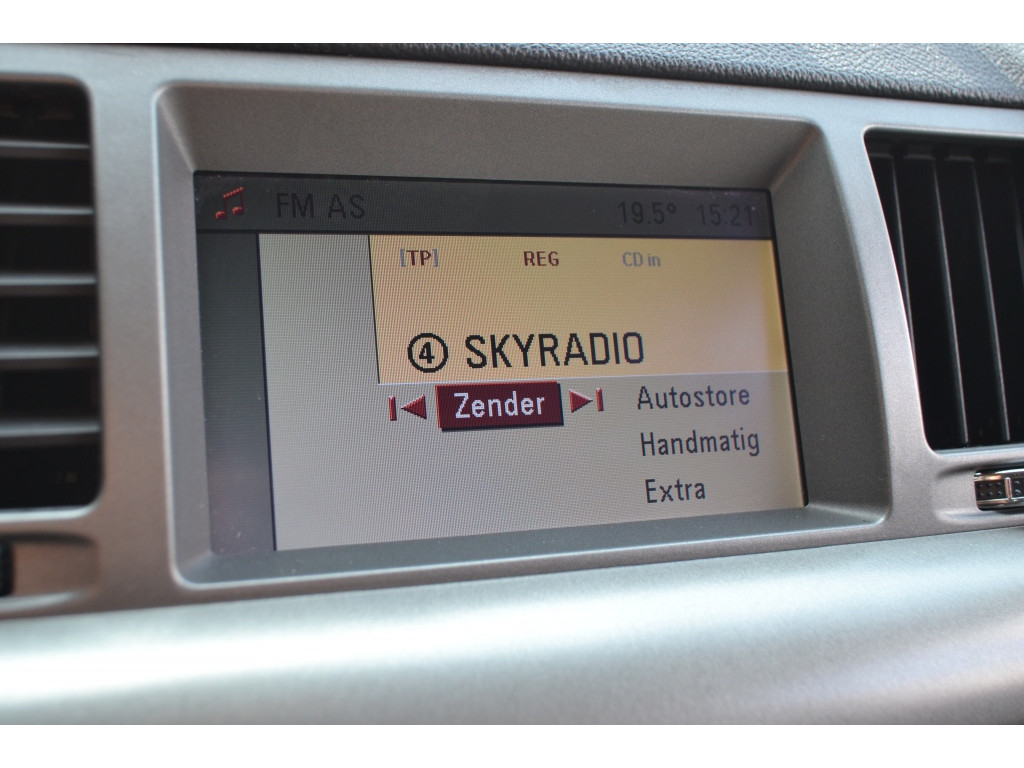 FM AS 19.5° 15:21
[TP] REG CD in
④ SKYRADIO
Zender Autostore
Handmatig
Extra